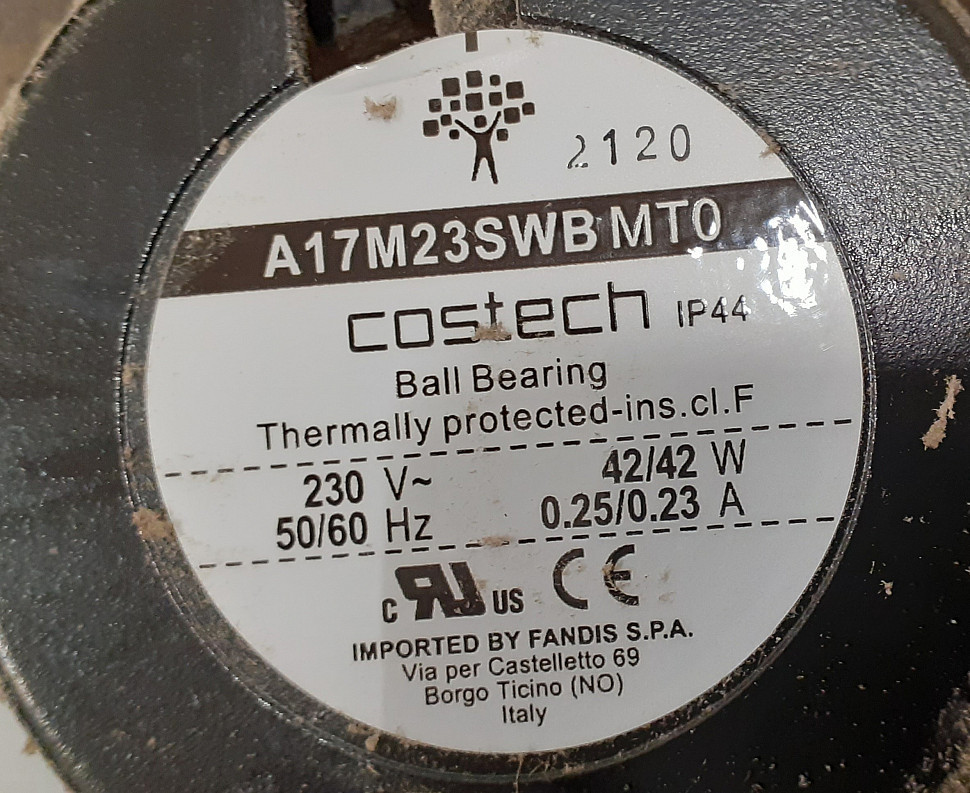 2120
A17M23SWB MT0
costech IP44
Ball Bearing
Thermally protected-ins.cl.F
230 V~ 42/42 W
50/60 Hz 0.25/0.23 A
c RU US CE
IMPORTED BY FANDIS S.P.A.
Via per Castelletto 69
Borgo Ticino (NO)
Italy